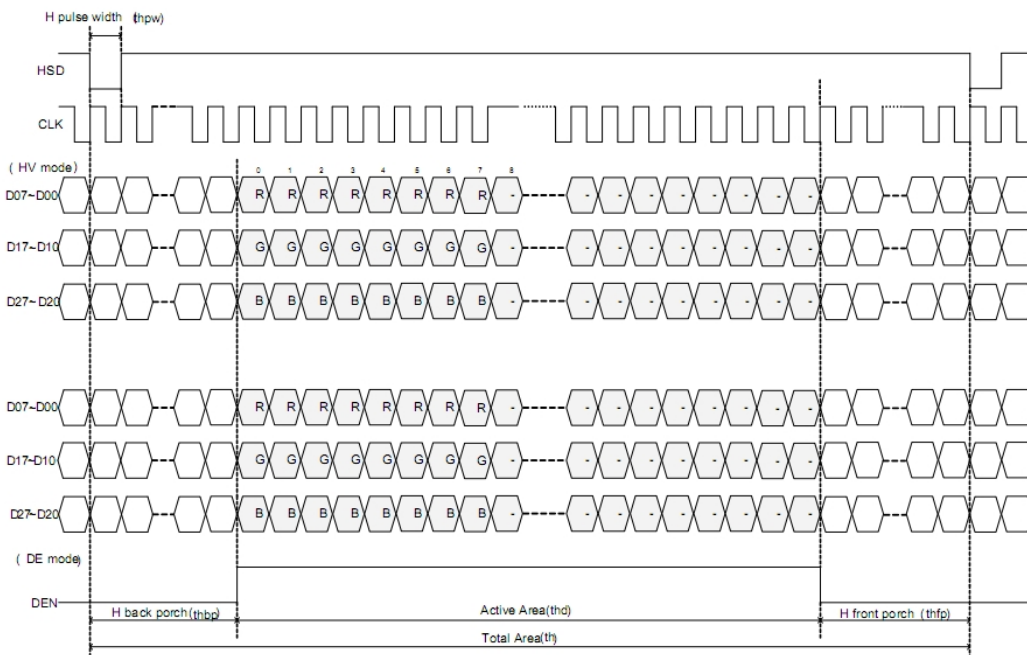 H pulse width (thpw)
HSD
CLK
( HV mode)
0 1 2 3 4 5 6 7 8
D07~D00 R R R R R R R R - - - - - - - - -
D17~D10 G G G G G G G G - - - - - - - - -
D27~D20 B B B B B B B B - - - - - - - - -
D07~D00 R R R R R R R R - - - - - - - - -
D17~D10 G G G G G G G G - - - - - - - - -
D27~D20 B B B B B B B B - - - - - - - - -
( DE mode)
DEN
H back porch (thbp) Active Area(thd) H front porch (thfp)
Total Area(th)